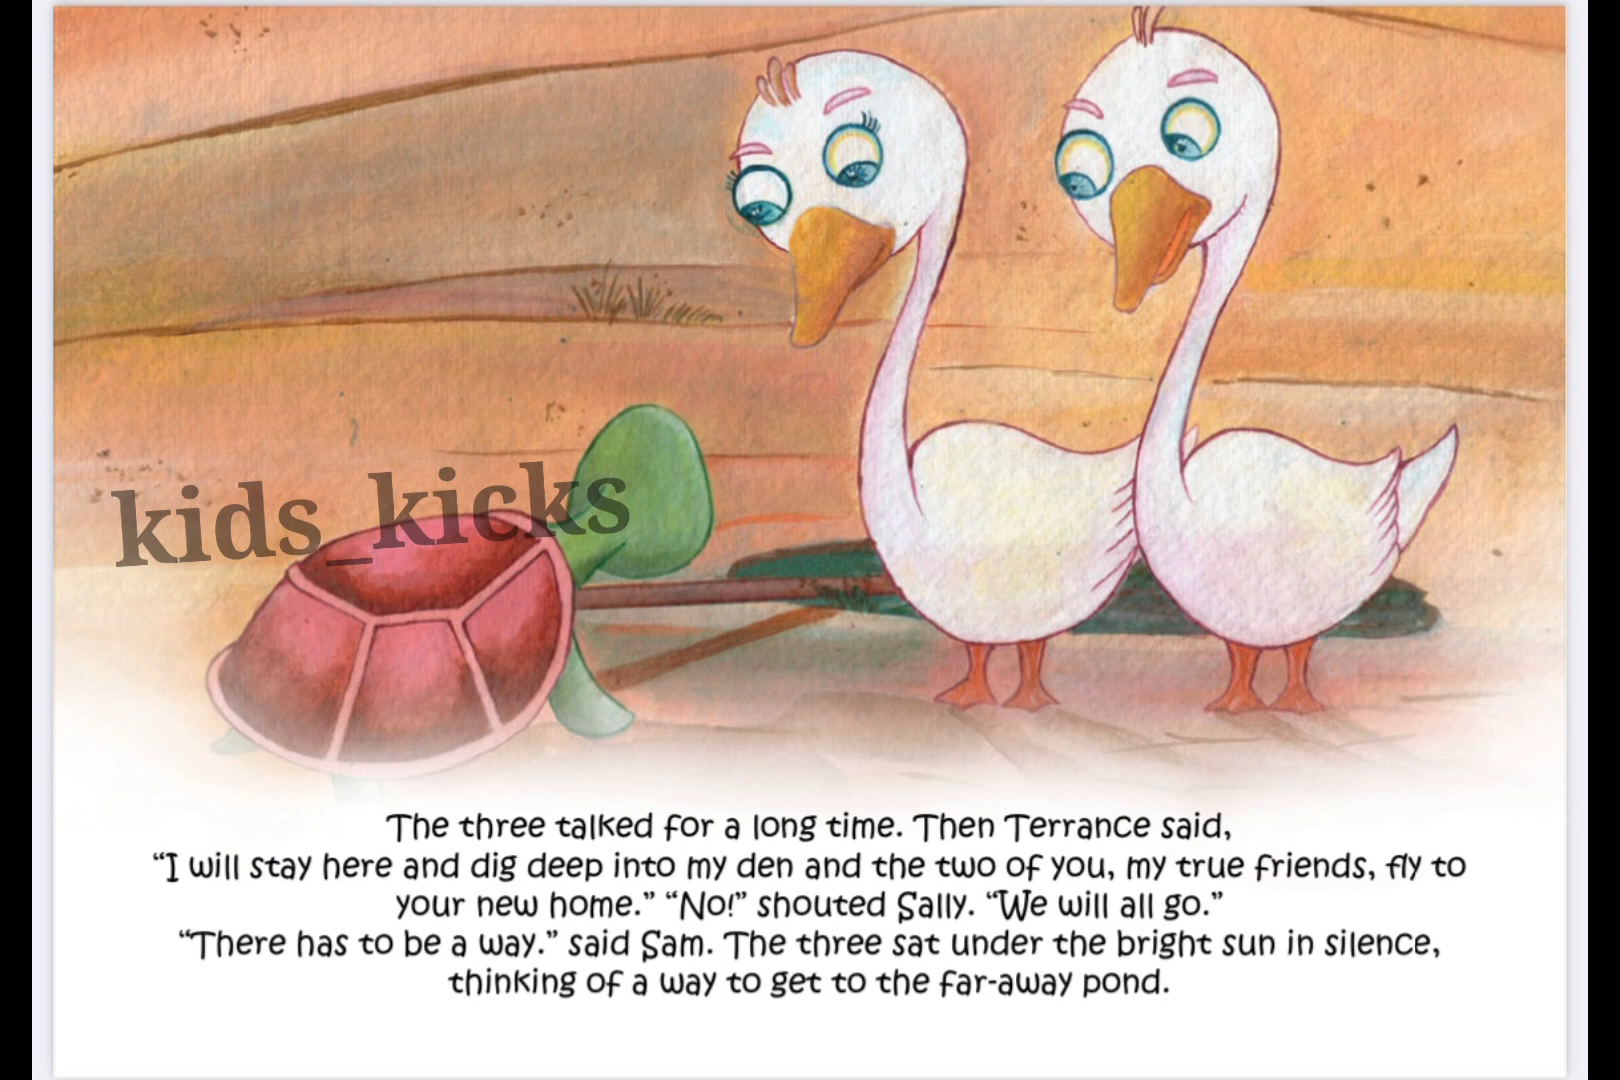 kids_kicks
The three talked for a long time. Then Terrance said,
“I will stay here and dig deep into my den and the two of you, my true friends, fly to
your new home.” “No!” shouted Sally. “We will all go.”
“There has to be a way.” said Sam. The three sat under the bright sun in silence,
thinking of a way to get to the far-away pond.